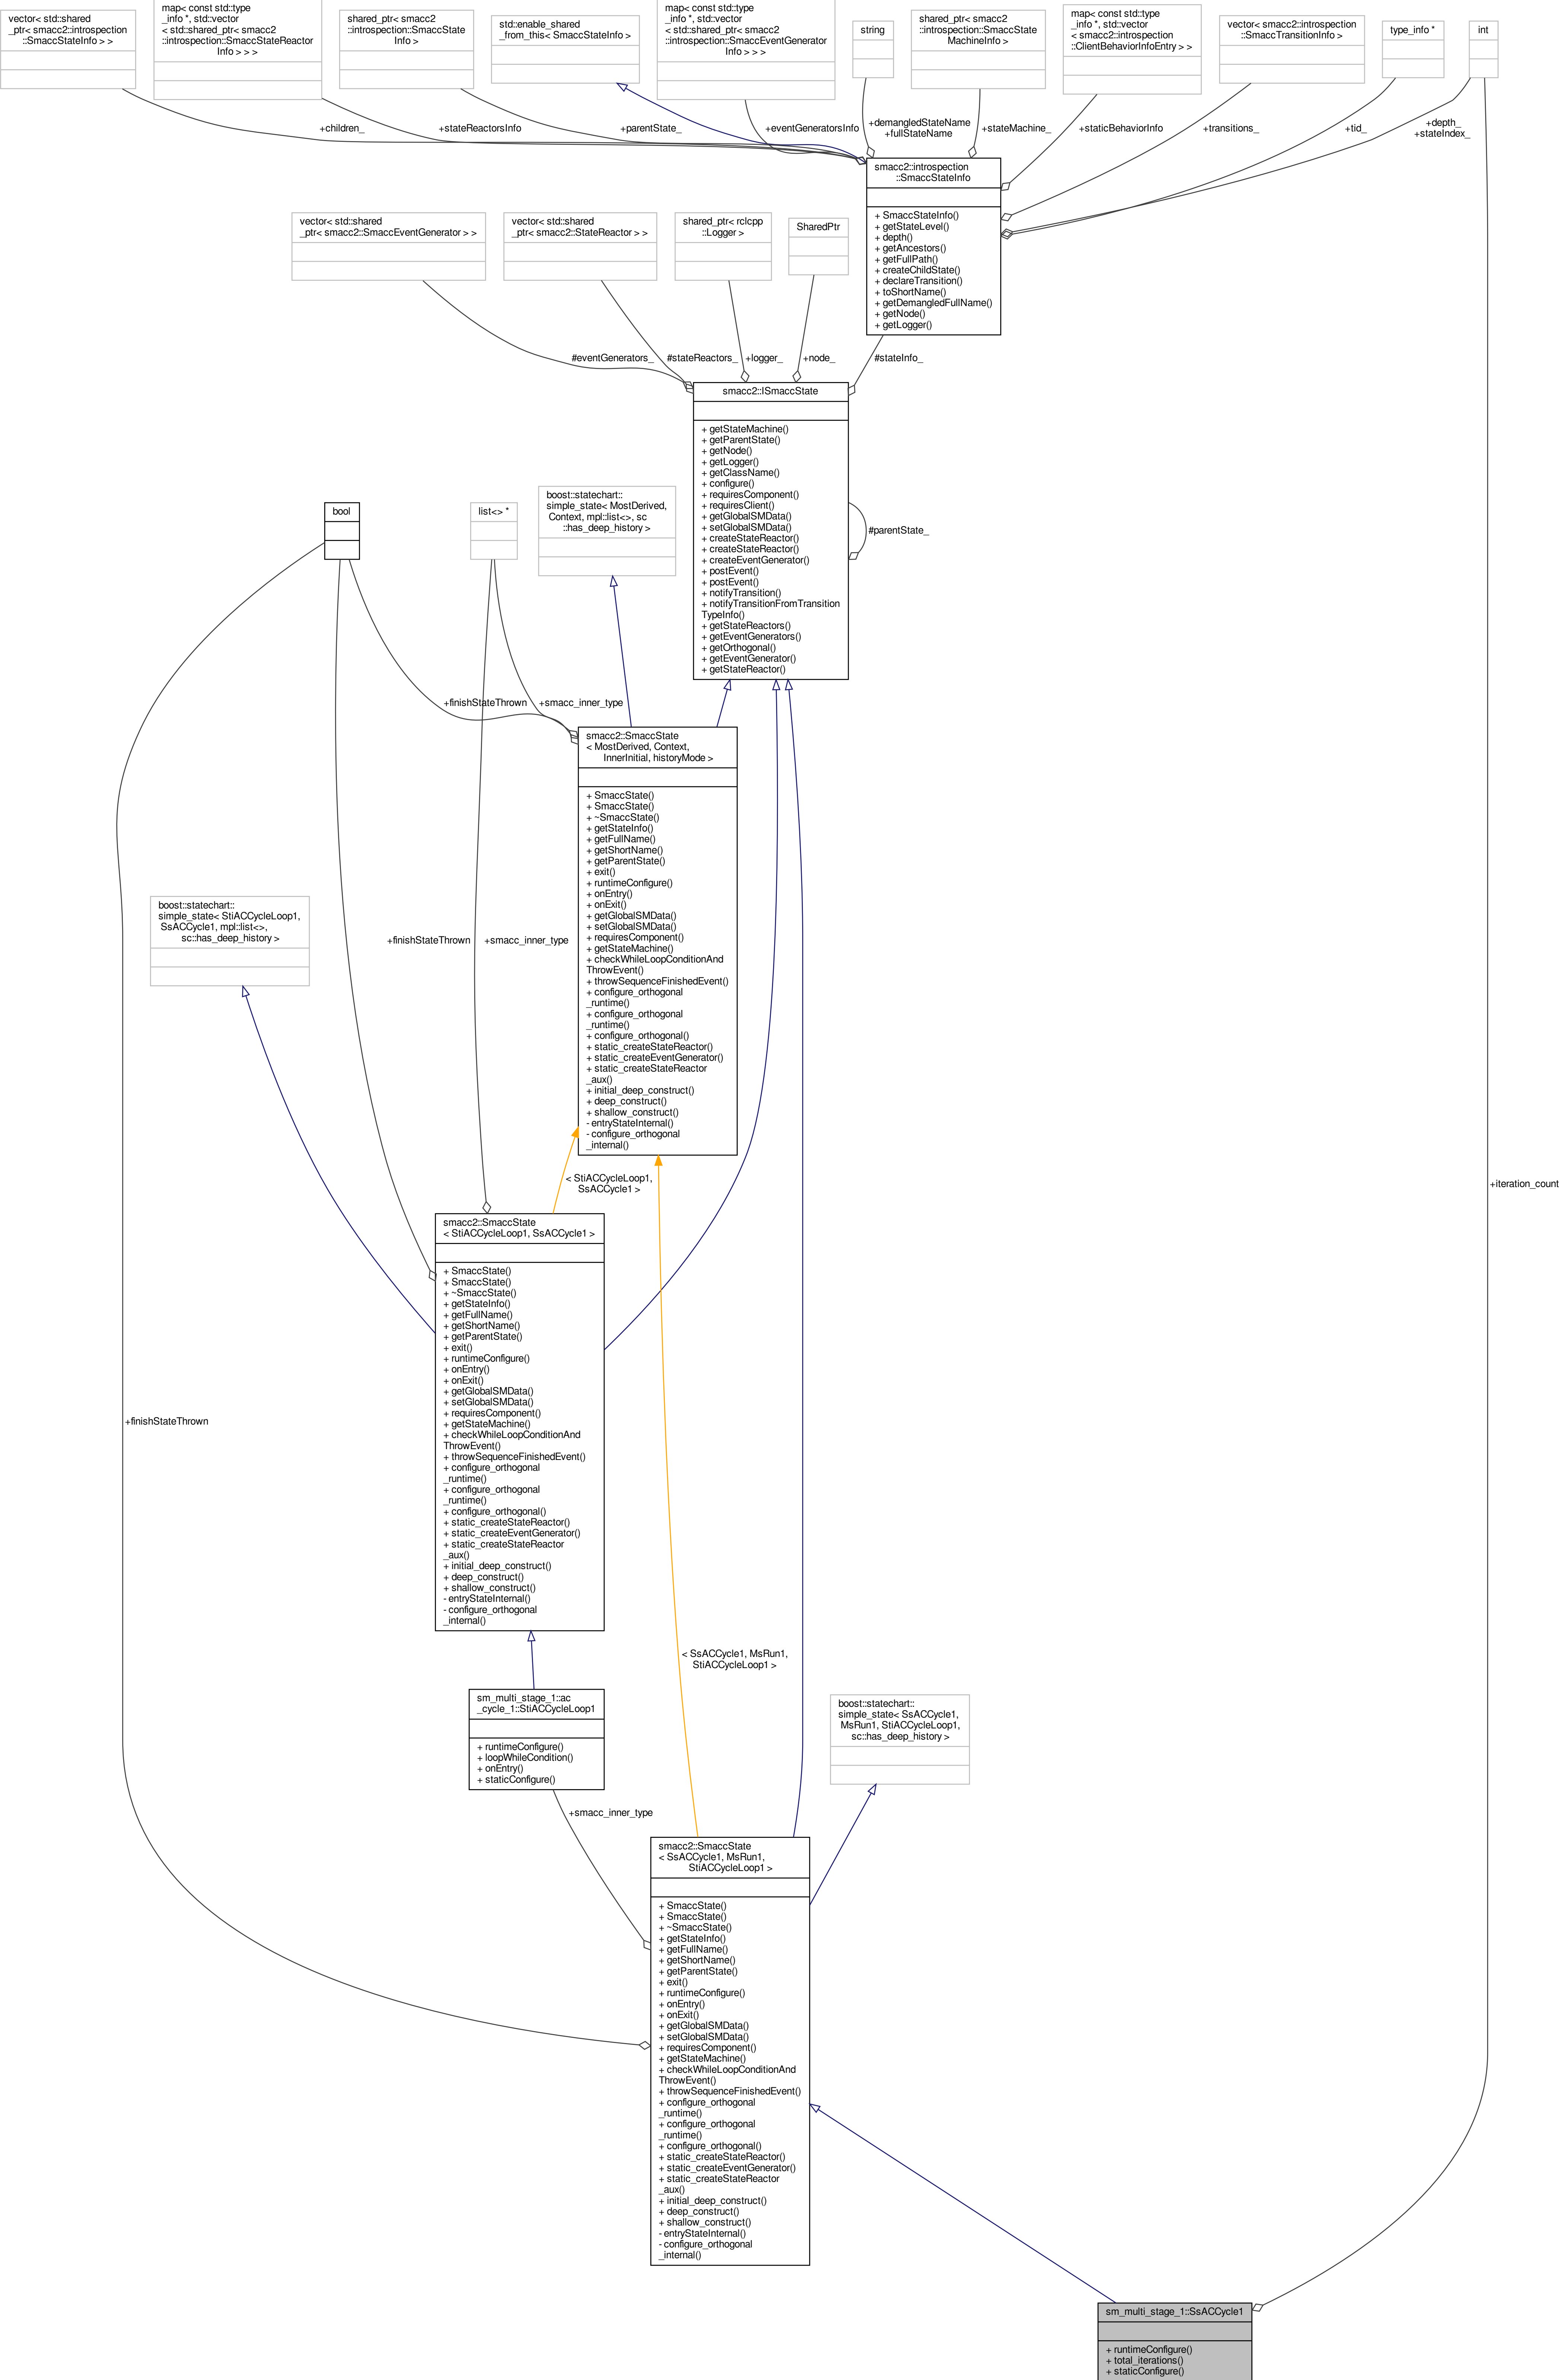 vector< std::shared
_ptr< smacc2::introspection
::SmaccStateInfo > >
map< const std::type
_info *, std::vector
< std::shared_ptr< smacc2
::introspection::SmaccStateReactor
Info > > >
shared_ptr< smacc2
::introspection::SmaccState
Info >
std::enable_shared
_from_this< SmaccStateInfo >
map< const std::type
_info *, std::vector
< std::shared_ptr< smacc2
::introspection::SmaccEventGenerator
Info > > >
string
shared_ptr< smacc2
::introspection::SmaccState
MachineInfo >
map< const std::type
_info *, std::vector
< smacc2::introspection
::ClientBehaviorInfoEntry > >
vector< smacc2::introspection
::SmaccTransitionInfo >
type_info *
int
+children_
+stateReactorsInfo
+parentState_
+eventGeneratorsInfo
+demangledStateName
+fullStateName
+stateMachine_
+staticBehaviorInfo
+transitions_
+tid_
+depth_
+stateIndex_
smacc2::introspection
::SmaccStateInfo
+ SmaccStateInfo()
+ getStateLevel()
+ depth()
+ getAncestors()
+ getFullPath()
+ createChildState()
+ declareTransition()
+ toShortName()
+ getDemangledFullName()
+ getNode()
+ getLogger()
vector< std::shared
_ptr< smacc2::SmaccEventGenerator > >
vector< std::shared
_ptr< smacc2::StateReactor > >
shared_ptr< rclcpp
::Logger >
SharedPtr
#eventGenerators_
#stateReactors_
+logger_
+node_
#stateInfo_
smacc2::ISmaccState
+ getStateMachine()
+ getParentState()
+ getNode()
+ getLogger()
+ getClassName()
+ configure()
+ requiresComponent()
+ requiresClient()
+ getGlobalSMData()
+ setGlobalSMData()
+ createStateReactor()
+ createStateReactor()
+ createEventGenerator()
+ postEvent()
+ postEvent()
+ notifyTransition()
+ notifyTransitionFromTransition
TypeInfo()
+ getStateReactors()
+ getEventGenerators()
+ getOrthogonal()
+ getEventGenerator()
+ getStateReactor()
#parentState_
bool
list<> *
boost::statechart::
simple_state< MostDerived,
Context, mpl::list<>, sc
::has_deep_history >
+finishStateThrown
+smacc_inner_type
smacc2::SmaccState
< MostDerived, Context,
InnerInitial, historyMode >
+ SmaccState()
+ SmaccState()
+ ~SmaccState()
+ getStateInfo()
+ getFullName()
+ getShortName()
+ getParentState()
+ exit()
+ runtimeConfigure()
+ onEntry()
+ onExit()
+ getGlobalSMData()
+ setGlobalSMData()
+ requiresComponent()
+ getStateMachine()
+ checkWhileLoopConditionAnd
ThrowEvent()
+ throwSequenceFinishedEvent()
+ configure_orthogonal
_runtime()
+ configure_orthogonal
_runtime()
+ configure_orthogonal()
+ static_createStateReactor()
+ static_createEventGenerator()
+ static_createStateReactor
_aux()
+ initial_deep_construct()
+ deep_construct()
+ shallow_construct()
- entryStateInternal()
- configure_orthogonal
_internal()
boost::statechart::
simple_state< StiACCycleLoop1,
SsACCycle1, mpl::list<>,
sc::has_deep_history >
+finishStateThrown
+smacc_inner_type
< StiACCycleLoop1,
SsACCycle1 >
+iteration_count
smacc2::SmaccState
< StiACCycleLoop1, SsACCycle1 >
+ SmaccState()
+ SmaccState()
+ ~SmaccState()
+ getStateInfo()
+ getFullName()
+ getShortName()
+ getParentState()
+ exit()
+ runtimeConfigure()
+ onEntry()
+ onExit()
+ getGlobalSMData()
+ setGlobalSMData()
+ requiresComponent()
+ getStateMachine()
+ checkWhileLoopConditionAnd
ThrowEvent()
+ throwSequenceFinishedEvent()
+ configure_orthogonal
_runtime()
+ configure_orthogonal
_runtime()
+ configure_orthogonal()
+ static_createStateReactor()
+ static_createEventGenerator()
+ static_createStateReactor
_aux()
+ initial_deep_construct()
+ deep_construct()
+ shallow_construct()
- entryStateInternal()
- configure_orthogonal
_internal()
+finishStateThrown
< SsACCycle1, MsRun1,
StiACCycleLoop1 >
sm_multi_stage_1::ac
_cycle_1::StiACCycleLoop1
+ runtimeConfigure()
+ loopWhileCondition()
+ onEntry()
+ staticConfigure()
boost::statechart::
simple_state< SsACCycle1,
MsRun1, StiACCycleLoop1,
sc::has_deep_history >
+smacc_inner_type
smacc2::SmaccState
< SsACCycle1, MsRun1,
StiACCycleLoop1 >
+ SmaccState()
+ SmaccState()
+ ~SmaccState()
+ getStateInfo()
+ getFullName()
+ getShortName()
+ getParentState()
+ exit()
+ runtimeConfigure()
+ onEntry()
+ onExit()
+ getGlobalSMData()
+ setGlobalSMData()
+ requiresComponent()
+ getStateMachine()
+ checkWhileLoopConditionAnd
ThrowEvent()
+ throwSequenceFinishedEvent()
+ configure_orthogonal
_runtime()
+ configure_orthogonal
_runtime()
+ configure_orthogonal()
+ static_createStateReactor()
+ static_createEventGenerator()
+ static_createStateReactor
_aux()
+ initial_deep_construct()
+ deep_construct()
+ shallow_construct()
- entryStateInternal()
- configure_orthogonal
_internal()
sm_multi_stage_1::SsACCycle1
+ runtimeConfigure()
+ total_iterations()
+ staticConfigure()